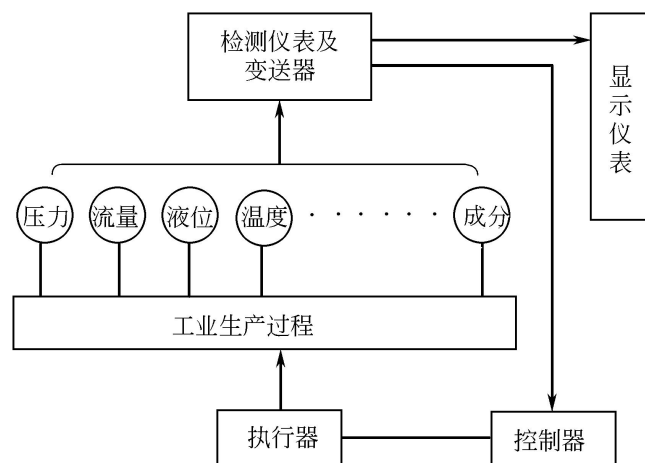 检测仪表及
变送器
显
示
仪
表
压力
流量
液位
温度
· · · · · ·
成分
工业生产过程
执行器
控制器